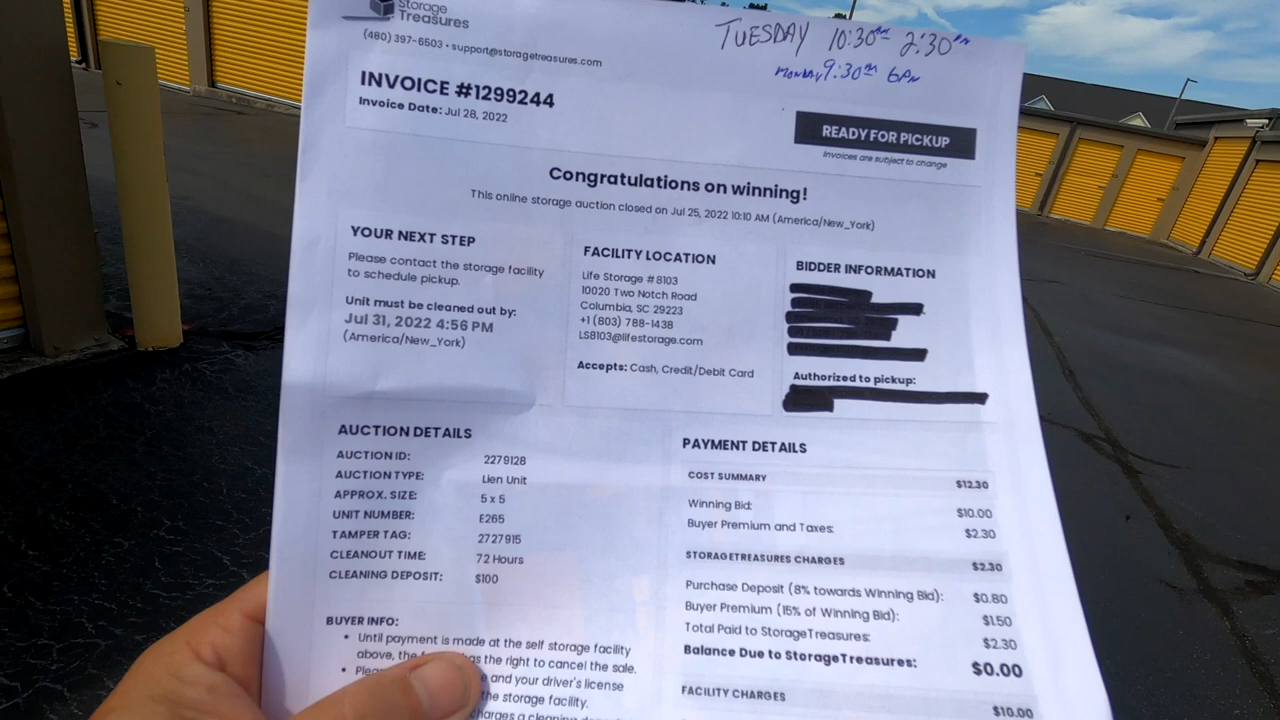 Storage
Treasures
TUESDAY 10:30AM - 2:30PM
(480) 397-6503 • support@storagetreasures.com
MONDAY 9:30AM 6PM
INVOICE #1299244
Invoice Date: Jul 28, 2022
READY FOR PICKUP
Invoices are subject to change
Congratulations on winning!
This online storage auction closed on Jul 25, 2022 10:10 AM (America/New_York)
YOUR NEXT STEP
Please contact the storage facility
to schedule pickup.
Unit must be cleaned out by:
Jul 31, 2022 4:56 PM
(America/New_York)
FACILITY LOCATION
Life Storage #8103
10020 Two Notch Road
Columbia, SC 29223
+1 (803) 788-1438
LS8103@lifestorage.com
Accepts: Cash, Credit/Debit Card
BIDDER INFORMATION
Authorized to pickup:
AUCTION DETAILS
AUCTION ID: 2279128
AUCTION TYPE: Lien Unit
APPROX. SIZE: 5 x 5
UNIT NUMBER: E265
TAMPER TAG: 2727915
CLEANOUT TIME: 72 Hours
CLEANING DEPOSIT: $100
BUYER INFO:
• Until payment is made at the self storage facility
above, the has the right to cancel the sale.
• and your driver's license
the storage facility.
charges a cleaning
PAYMENT DETAILS
COST SUMMARY $12.30
Winning Bid: $10.00
Buyer Premium and Taxes: $2.30
STORAGETREASURES CHARGES $2.30
Purchase Deposit (8% towards Winning Bid): $0.80
Buyer Premium (15% of Winning Bid): $1.50
Total Paid to StorageTreasures: $2.30
Balance Due to StorageTreasures: $0.00
FACILITY CHARGES $10.00